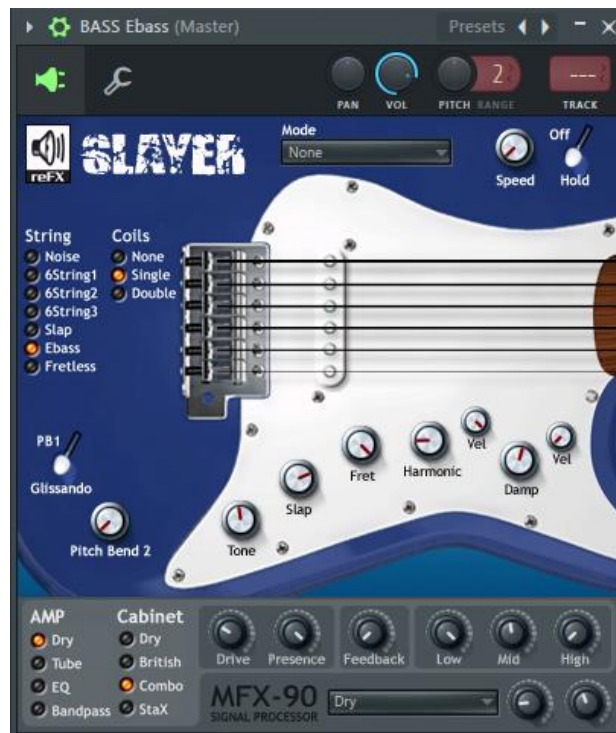 BASS Ebass (Master) Presets
2 ---
PAN VOL PITCH RANGE TRACK
reFX SLAYER
Mode
None
Speed
Off
Hold
String Coils
Noise None
6String1 Single
6String2 Double
6String3
Slap
Ebass
Fretless
PB1
Glissando
Pitch Bend 2
Tone
Slap
Fret
Harmonic
Vel
Damp
Vel
AMP Cabinet
Dry Dry
Tube British
EQ Combo
Bandpass StaX
Drive Presence Feedback Low Mid High
MFX-90 Dry
SIGNAL PROCESSOR